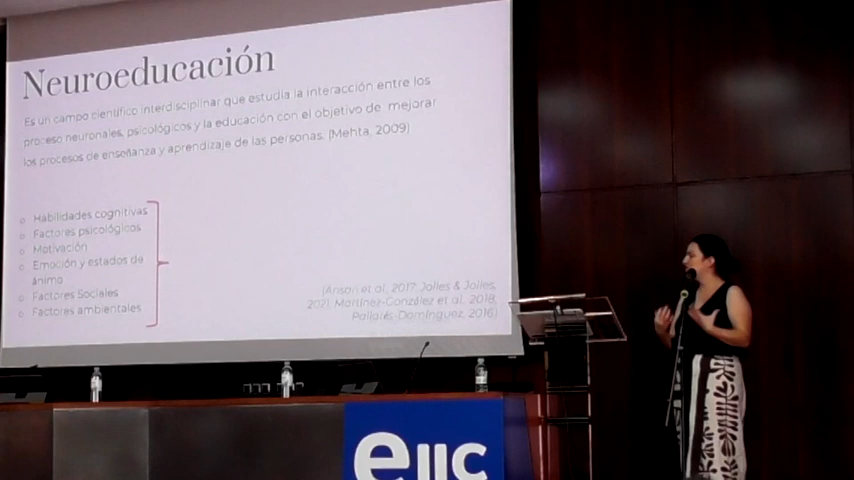 Neuroeducación
Es un campo científico interdisciplinar que estudia la interacción entre los
proceso neuronales, psicológicos y la educación con el objetivo de mejorar
los procesos de enseñanza y aprendizaje de las personas. (Mehta, 2009)
Habilidades cognitivas
Factores psicológicos
Motivación
Emoción y estados de
ánimo
Factores Sociales
Factores ambientales
(Ansari et al., 2017; Jolles & Jolles,
2021, Martínez-González et al., 2018,
Pallarés-Domínguez, 2016)
eiic